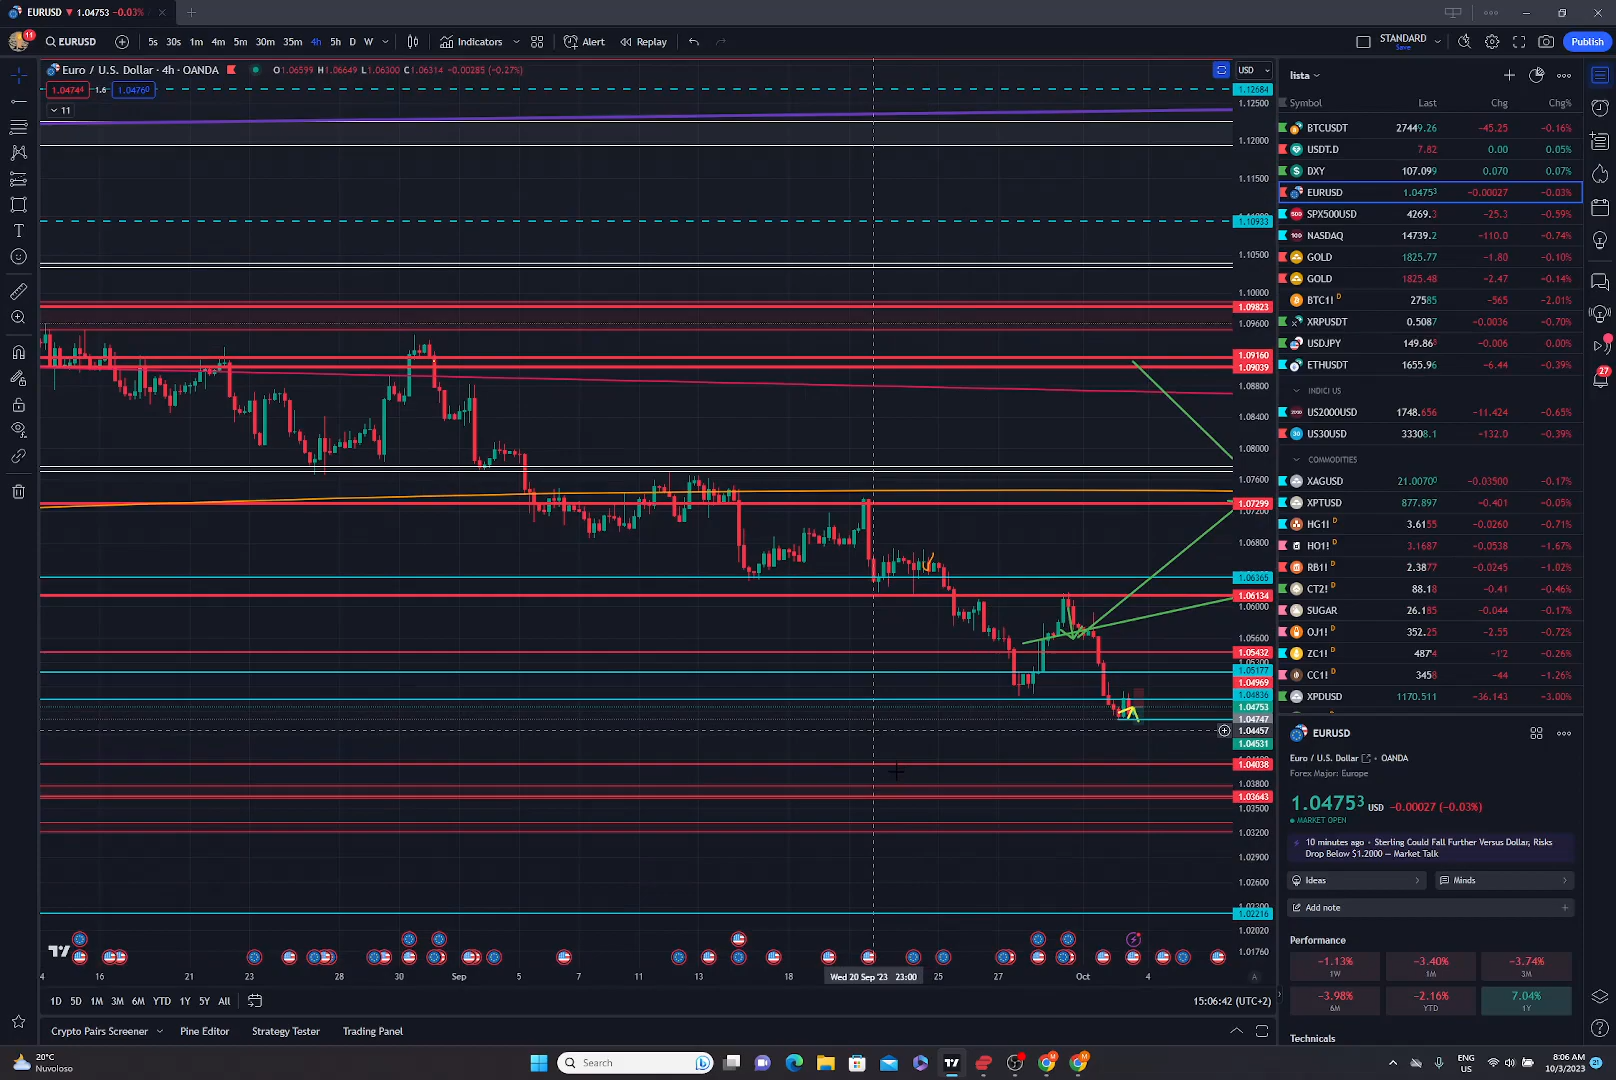 EURUSD ▼ 1.04753 -0.03%
11 EURUSD 5s 30s 1m 4m 5m 30m 35m 4h 5h D W Indicators Alert Replay STANDARD Save Publish
Euro / U.S. Dollar · 4h · OANDA O1.06599 H1.06649 L1.06300 C1.06314 -0.00285 (-0.27%)
1.04744 1.6 1.04760
11
USD
1.12684
1.12500
1.12000
1.11500
1.10933
1.10500
1.10000
1.09823
1.09600
1.09160
1.09039
1.08800
1.08400
1.08000
1.07600
1.07299
1.07200
1.06800
1.06365
1.06134
1.06000
1.05600
1.05432
1.05300
1.05177
1.04969
1.04836
1.04753
1.04747
1.04457
1.04531
1.04038
1.03800
1.03643
1.03500
1.03200
1.02900
1.02600
1.02216
1.02020
1.01760
4 16 21 23 28 30 Sep 5 7 11 13 18 Wed 20 Sep '23 23:00 25 27 Oct 4 A
1D 5D 1M 3M 6M YTD 1Y 5Y All
15:06:42 (UTC+2)
Crypto Pairs Screener Pine Editor Strategy Tester Trading Panel
lista
Symbol Last Chg Chg%
BTCUSDT 27449.26 -45.25 -0.16%
USDT.D 7.82 0.00 0.05%
DXY 107.099 0.070 0.07%
EURUSD 1.04753 -0.00027 -0.03%
SPX500USD 4269.3 -25.3 -0.59%
NASDAQ 14739.2 -110.0 -0.74%
GOLD 1825.77 -1.80 -0.10%
GOLD 1825.48 -2.47 -0.14%
BTC1! D 27585 -565 -2.01%
XRPUSDT 0.5087 -0.0036 -0.70%
USDJPY 149.863 -0.006 0.00%
ETHUSDT 1655.96 -6.44 -0.39%
INDICI US
US2000USD 1748.656 -11.424 -0.65%
US30USD 33308.1 -132.0 -0.39%
COMMODITIES
XAGUSD 21.00700 -0.03500 -0.17%
XPTUSD 877.897 -0.401 -0.05%
HG1! D 3.6155 -0.0260 -0.71%
HO1! D 3.1687 -0.0538 -1.67%
RB1! D 2.3877 -0.0245 -1.02%
CT2! D 88.18 -0.41 -0.46%
SUGAR 26.185 -0.044 -0.17%
OJ1! D 352.25 -2.55 -0.72%
ZC1! D 487'4 -1'2 -0.26%
CC1! D 3458 -44 -1.26%
XPDUSD 1170.511 -36.143 -3.00%
27
EURUSD
Euro / U.S. Dollar · OANDA
Forex Major: Europe
1.04753 USD -0.00027 (-0.03%)
MARKET OPEN
10 minutes ago · Sterling Could Fall Further Versus Dollar, Risks
Drop Below $1.2000 — Market Talk
Ideas Minds
Add note
Performance
-1.13% -3.40% -3.74%
1W 1M 3M
-3.98% -2.16% 7.04%
6M YTD 1Y
Technicals
20°C
Nuvoloso
Search
ENG
US
8:06 AM
10/3/2023